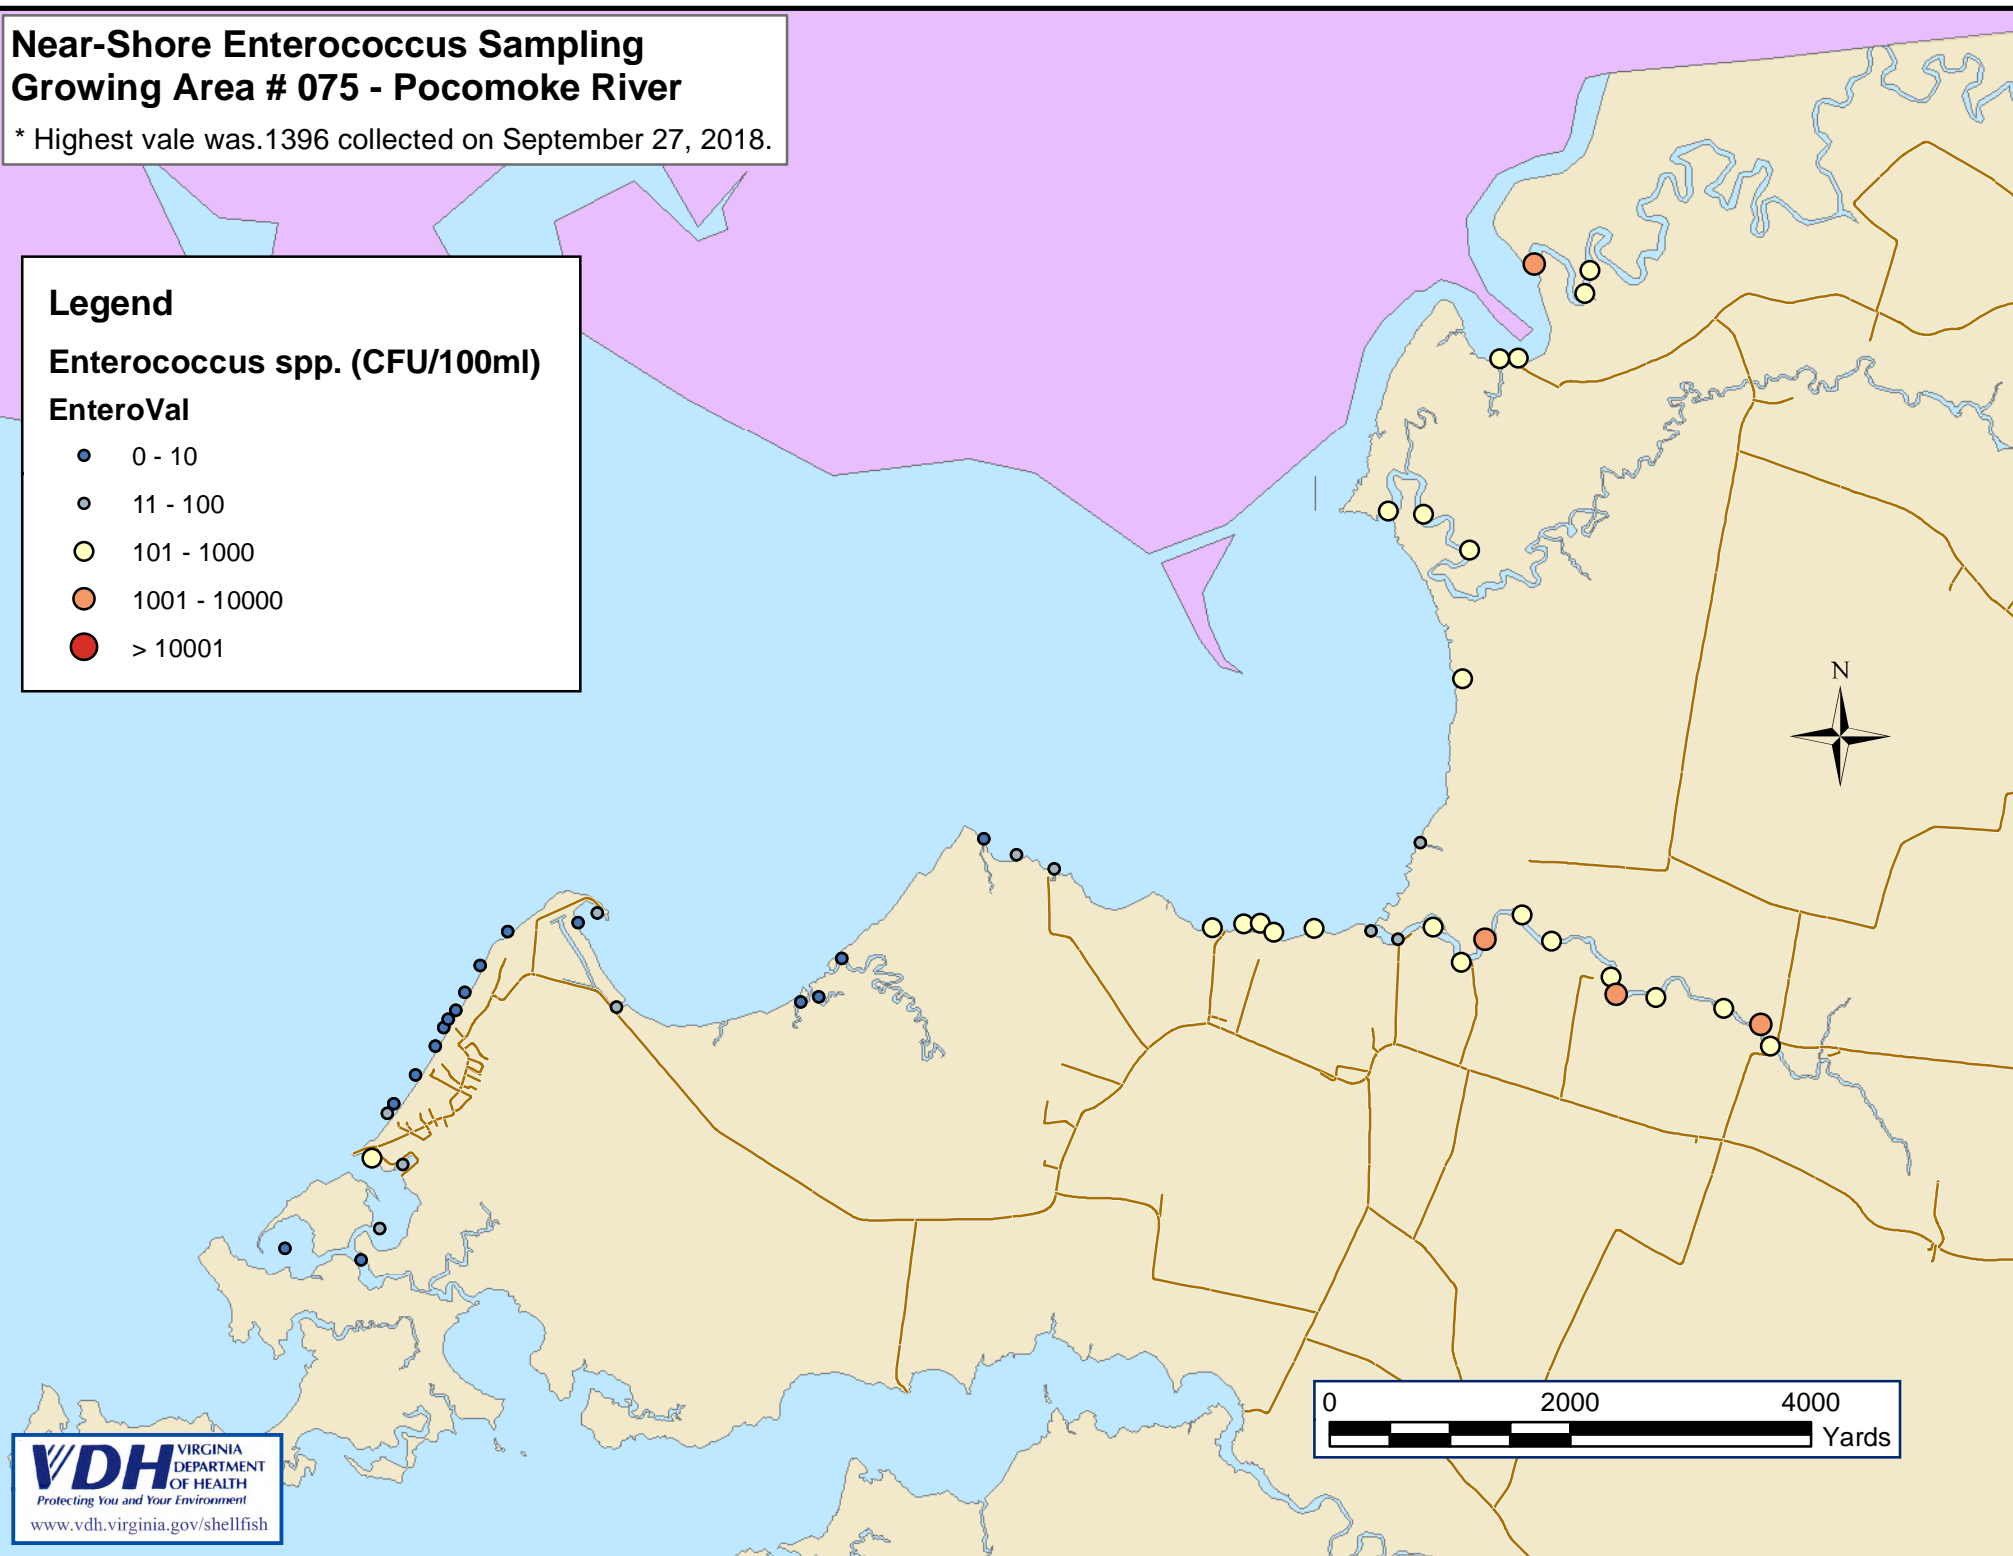 Near-Shore Enterococcus Sampling
Growing Area # 075 - Pocomoke River
* Highest vale was.1396 collected on September 27, 2018.
Legend
Enterococcus spp. (CFU/100ml)
EnteroVal
0 - 10
11 - 100
101 - 1000
1001 - 10000
> 10001
N
0 2000 4000
Yards
VDH VIRGINIA
DEPARTMENT
OF HEALTH
Protecting You and Your Environment
www.vdh.virginia.gov/shellfish